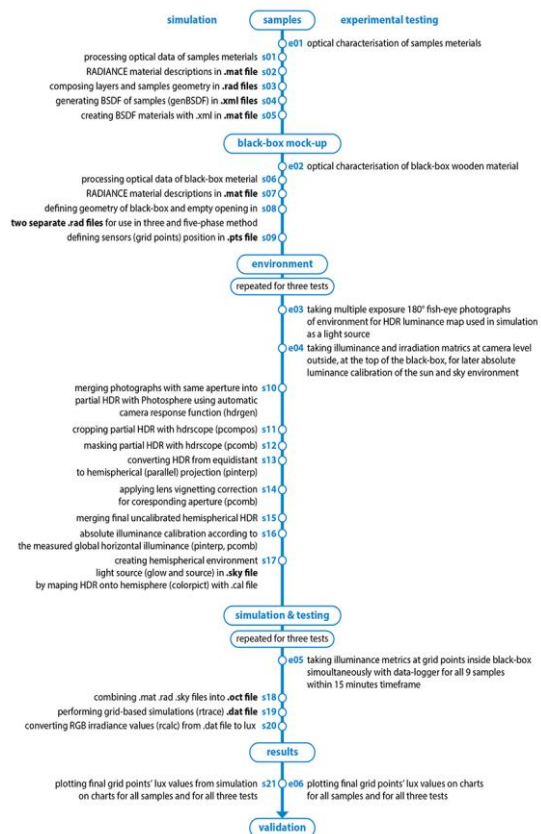 simulation samples experimental testing
e01 optical characterisation of samples meterials
processing optical data of samples meterials s01
RADIANCE material descriptions in .mat file s02
composing layers and samples geometry in .rad files s03
generating BSDF of samples (genBSDF) in .xml files s04
creating BSDF materials with .xml in .mat file s05
black-box mock-up
e02 optical characterisation of black-box wooden material
processing optical data of black-box meterial s06
RADIANCE material descriptions in .mat file s07
defining geometry of black-box and empty opening in s08
two separate .rad files for use in three and five-phase method
defining sensors (grid points) position in .pts file s09
environment
repeated for three tests
e03 taking multiple exposure 180° fish-eye photographs
of environment for HDR luminance map used in simulation
as a light source
e04 taking illuminance and irradiation matrics at camera level
outside, at the top of the black-box, for later absolute
luminance calibration of the sun and sky environment
merging photographs with same aperture into s10
partial HDR with Photosphere using automatic
camera response function (hdrgen)
cropping partial HDR with hdrscope (pcompos) s11
masking partial HDR with hdrscope (pcomb) s12
converting HDR from equidistant s13
to hemispherical (parallel) projection (pinterp)
applying lens vignetting correction s14
for coresponding aperture (pcomb)
merging final uncalibrated hemispherical HDR s15
absolute illuminance calibration according to s16
the measured global horizontal illuminance (pinterp, pcomb)
creating hemispherical environment s17
light source (glow and source) in .sky file
by maping HDR onto hemisphere (colorpict) with .cal file
simulation & testing
repeated for three tests
e05 taking illuminance metrics at grid points inside black-box
simoultaneously with data-logger for all 9 samples
within 15 minutes timeframe
combining .mat .rad .sky files into .oct file s18
performing grid-based simulations (rtrace) .dat file s19
converting RGB irradiance values (rcalc) from .dat file to lux s20
results
plotting final grid points' lux values from simulation s21 e06 plotting final grid points' lux values on charts
on charts for all samples and for all three tests for all samples and for all three tests
validation